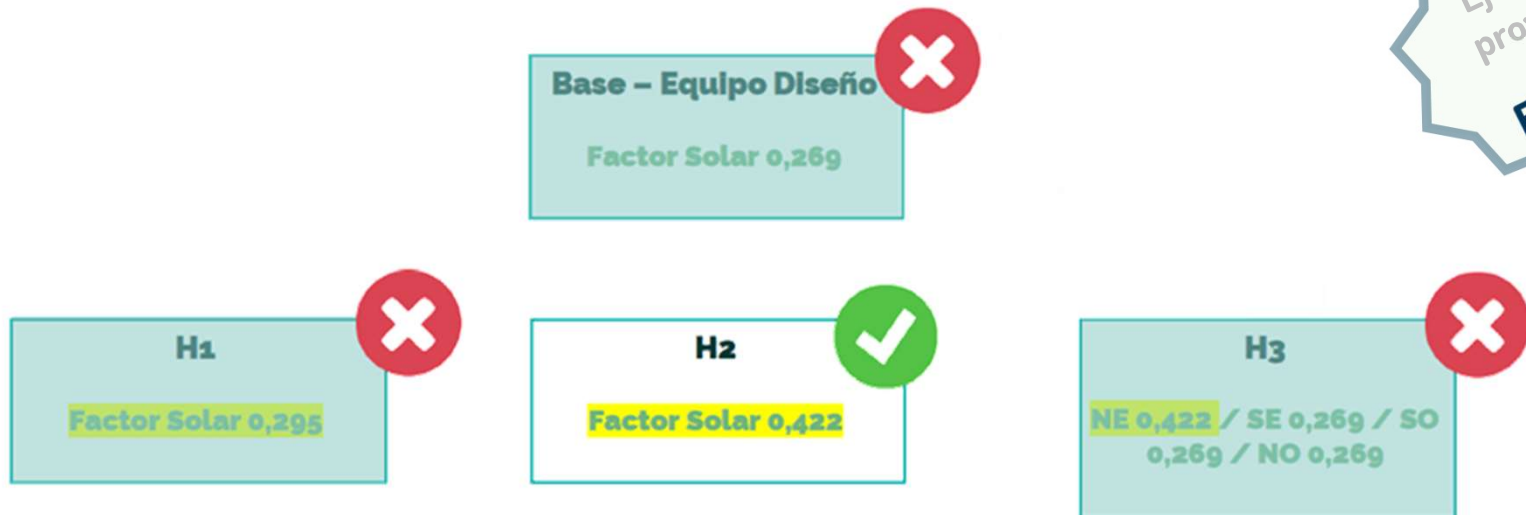 Base – Equipo Diseño
Factor Solar 0,269
H1
Factor Solar 0,295
H2
Factor Solar 0,422
H3
NE 0,422 / SE 0,269 / SO
0,269 / NO 0,269